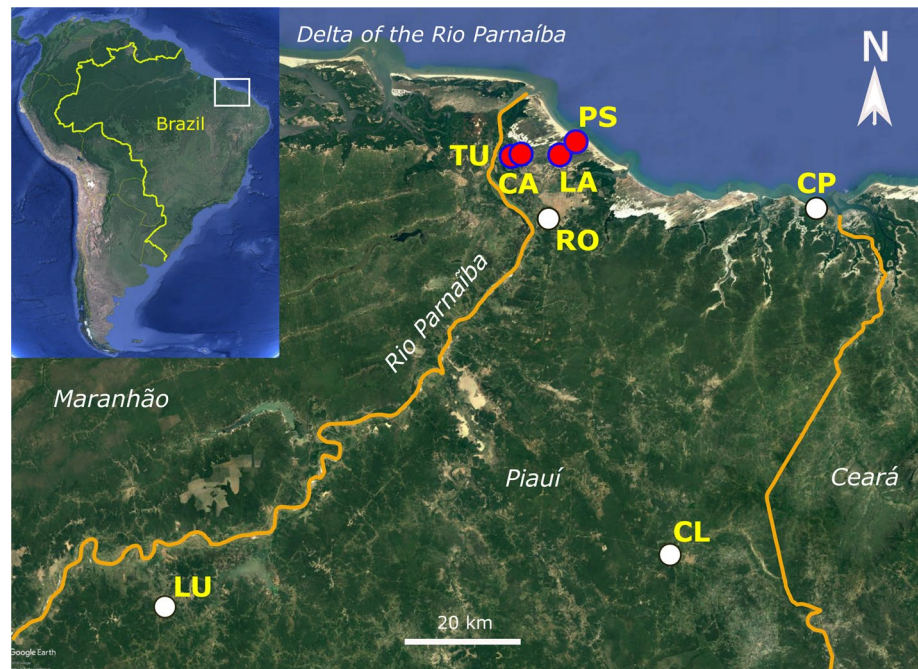 Delta of the Rio Parnaíba
N
Brazil
PS
TU
CA
LA
CP
RO
Rio Parnaíba
Maranhão
Piauí
Ceará
CL
LU
20 km
Google Earth